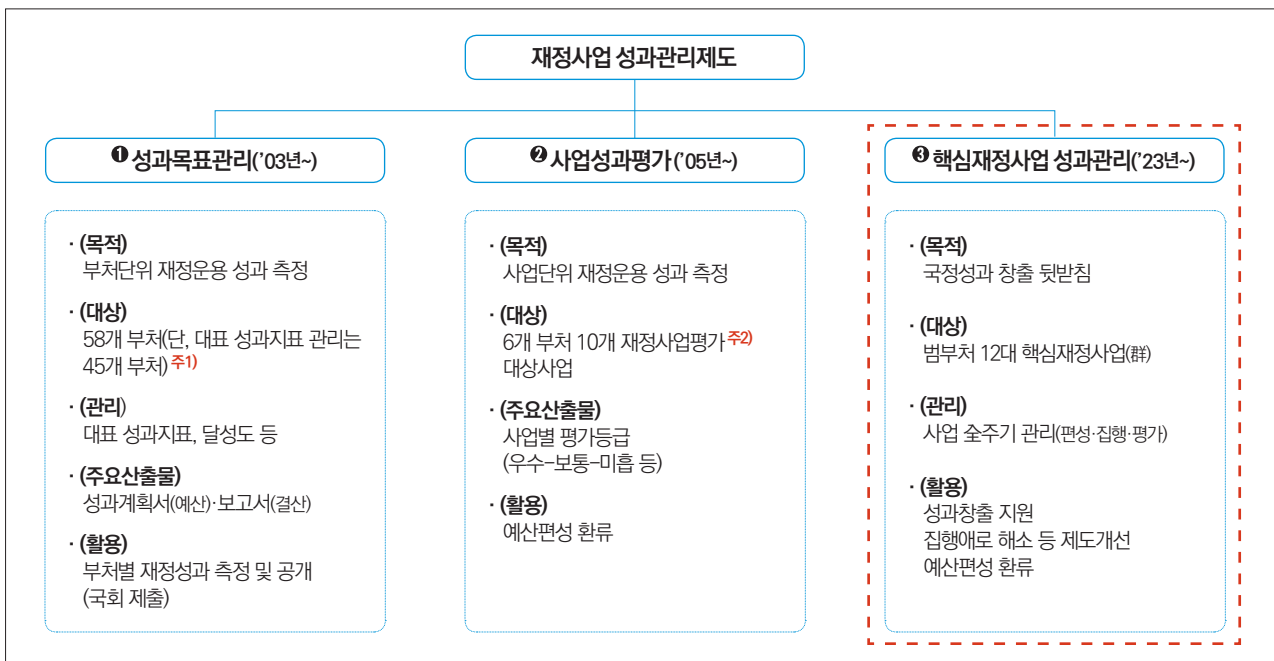 재정사업 성과관리제도
❶ 성과목표관리(’03년~)
· (목적)
부처단위 재정운용 성과 측정
· (대상)
58개 부처(단, 대표 성과지표 관리는
45개 부처) 주1)
· (관리)
대표 성과지표, 달성도 등
· (주요산출물)
성과계획서(예산)·보고서(결산)
· (활용)
부처별 재정성과 측정 및 공개
(국회 제출)
❷ 사업성과평가 (’05년~)
· (목적)
사업단위 재정운용 성과 측정
· (대상)
6개 부처 10개 재정사업평가 주2)
대상사업
· (주요산출물)
사업별 평가등급
(우수-보통-미흡 등)
· (활용)
예산편성 환류
❸ 핵심재정사업 성과관리(’23년~)
· (목적)
국정성과 창출 뒷받침
· (대상)
범부처 12대 핵심재정사업(群)
· (관리)
사업 全주기 관리(편성·집행·평가)
· (활용)
성과창출 지원
집행애로 해소 등 제도개선
예산편성 환류